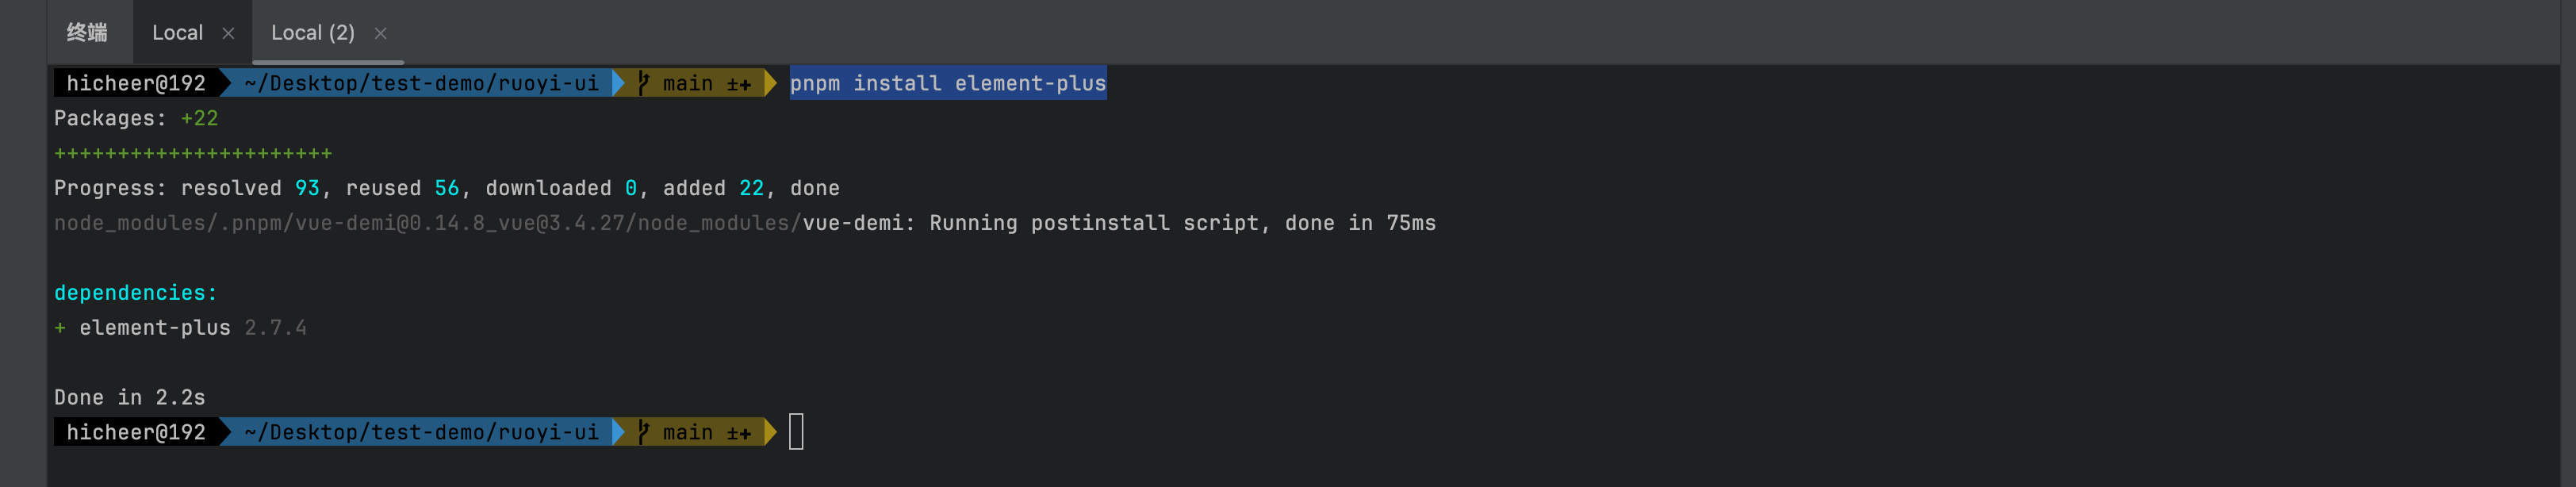 终端 Local × Local (2) ×
hicheer@192 ~/Desktop/test-demo/ruoyi-ui main ±✚ pnpm install element-plus
Packages: +22
++++++++++++++++++++++
Progress: resolved 93, reused 56, downloaded 0, added 22, done
node_modules/.pnpm/vue-demi@0.14.8_vue@3.4.27/node_modules/vue-demi: Running postinstall script, done in 75ms
dependencies:
+ element-plus 2.7.4
Done in 2.2s
hicheer@192 ~/Desktop/test-demo/ruoyi-ui main ±✚